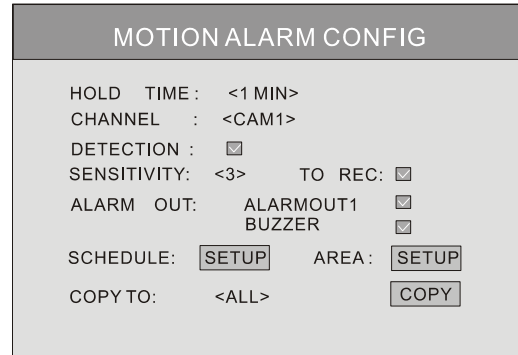 MOTION ALARM CONFIG
HOLD TIME: <1 MIN>
CHANNEL : <CAM1>
DETECTION :
SENSITIVITY: <3> TO REC:
ALARM OUT: ALARMOUT1
BUZZER
SCHEDULE: SETUP AREA: SETUP
COPY TO: <ALL> COPY